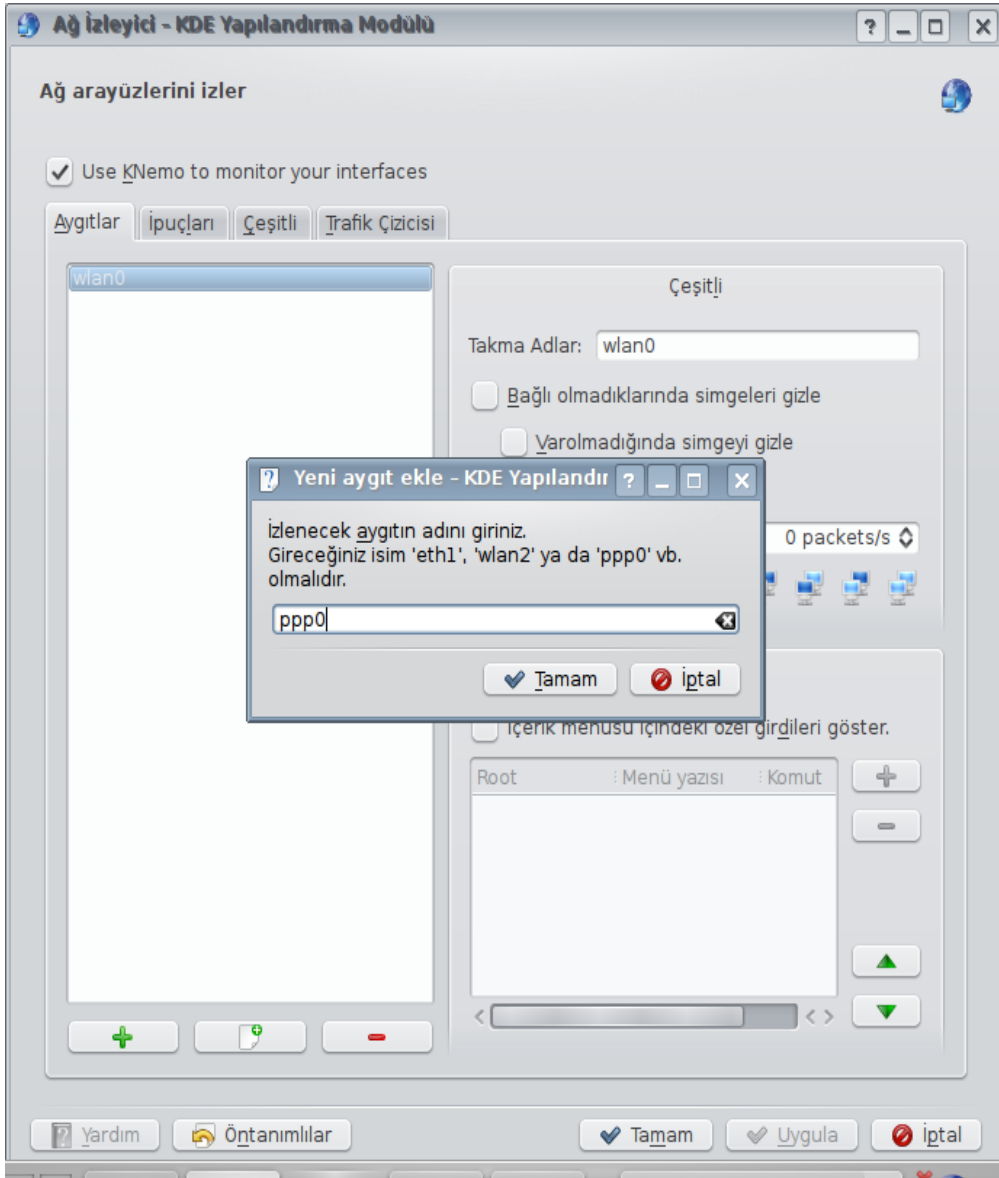 Ağ İzleyici - KDE Yapılandırma Modülü
Ağ arayüzlerini izler
Use KNemo to monitor your interfaces
Aygıtlar İpuçları Çeşitli Trafik Çizicisi
wlan0
Çeşitli
Takma Adlar: wlan0
Bağlı olmadıklarında simgeleri gizle
Varolmadığında simgeyi gizle
Yeni aygıt ekle - KDE Yapılandır
İzlenecek aygıtın adını giriniz.
Gireceğiniz isim 'eth1', 'wlan2' ya da 'ppp0' vb.
olmalıdır.
ppp0
Tamam İptal
0 packets/s
İçerik menüsü içindeki özel girdileri göster.
Root Menü yazısı Komut
Yardım Öntanımlılar Tamam Uygula İptal